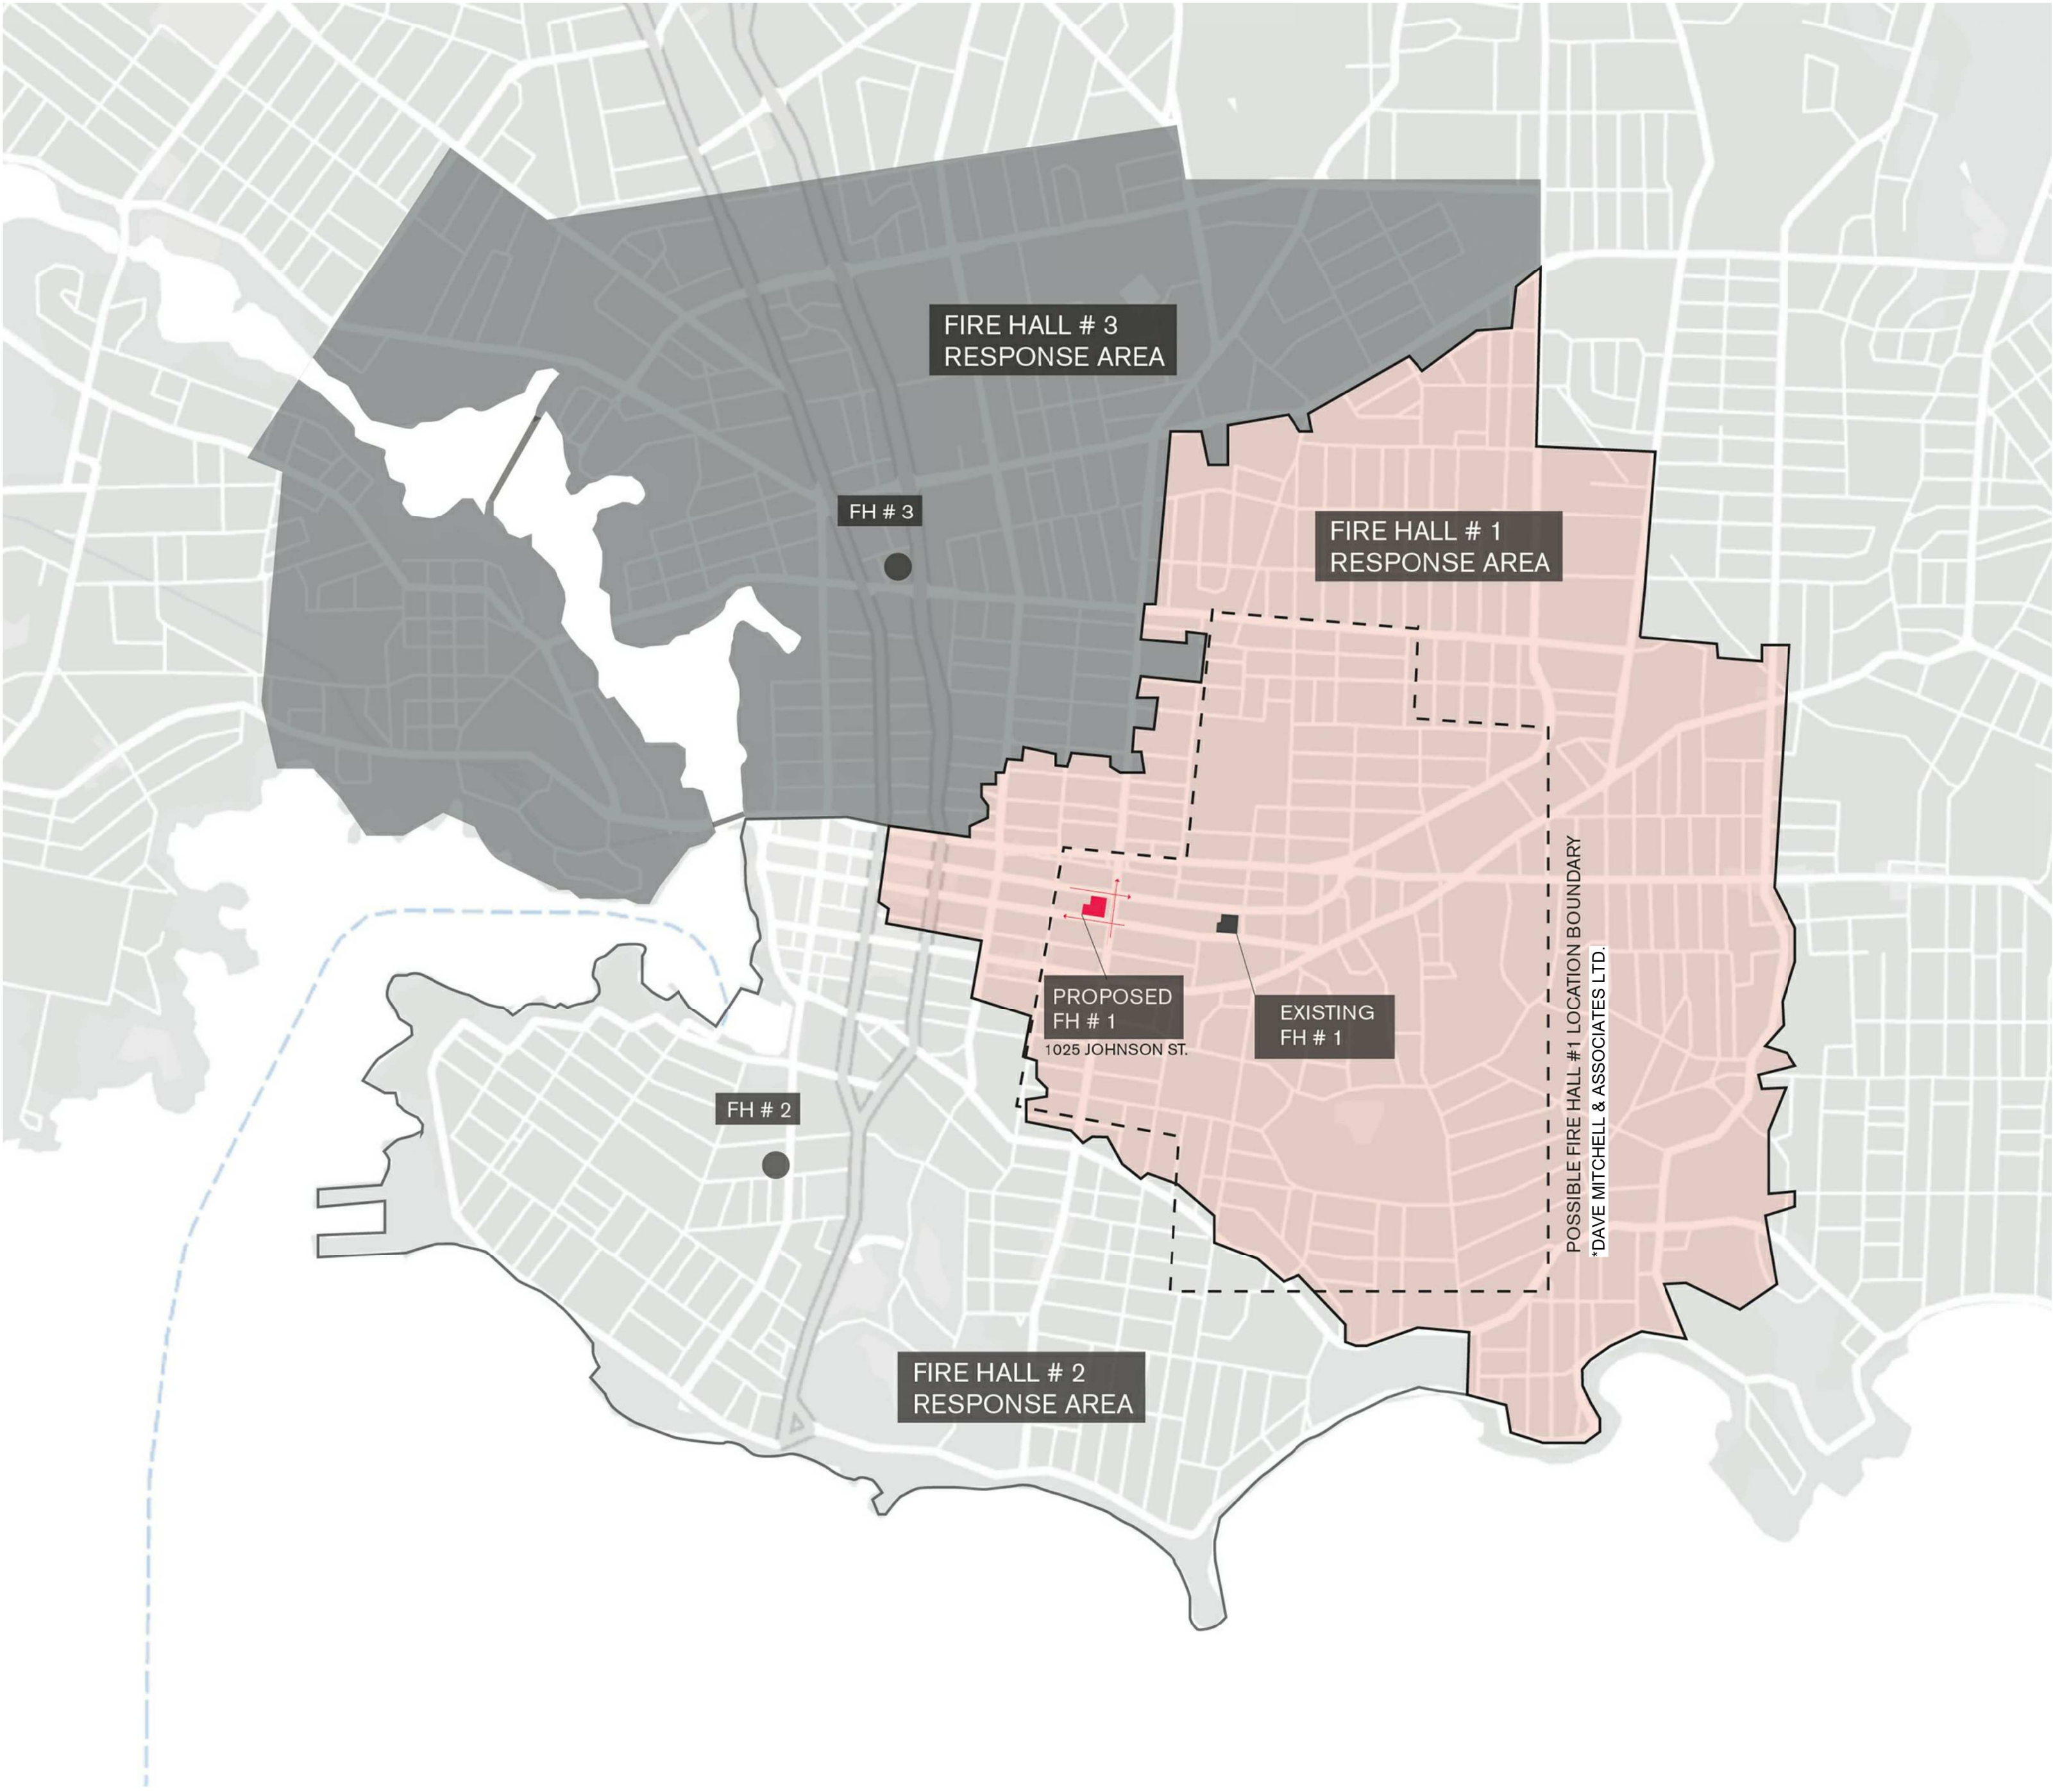 FIRE HALL # 3
RESPONSE AREA
FH # 3
FIRE HALL # 1
RESPONSE AREA
PROPOSED
FH # 1
1025 JOHNSON ST.
EXISTING
FH # 1
POSSIBLE FIRE HALL #1 LOCATION BOUNDARY
*DAVE MITCHELL & ASSOCIATES LTD.
FH # 2
FIRE HALL # 2
RESPONSE AREA